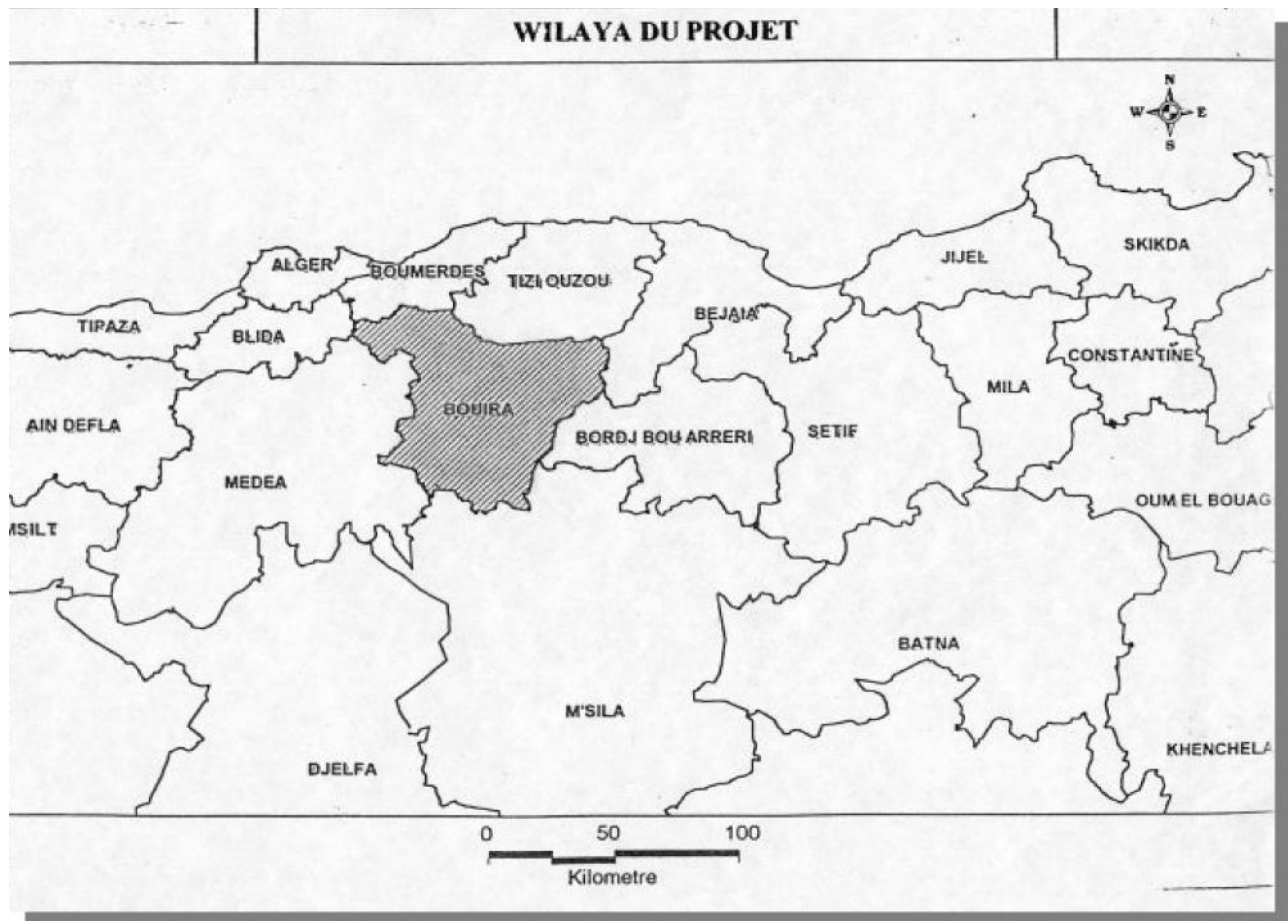 WILAYA DU PROJET
N
W E
S
SKIKDA
JIJEL
ALGER
BOUMERDES
TIZI OUZOU
BEJAIA
TIPAZA
BLIDA
CONSTANTINE
MILA
BOUIRA
AIN DEFLA
BORDJ BOU ARRERI
SETIF
MEDEA
OUM EL BOUAG
MSILT
BATNA
M'SILA
KHENCHELA
DJELFA
0 50 100
Kilometre